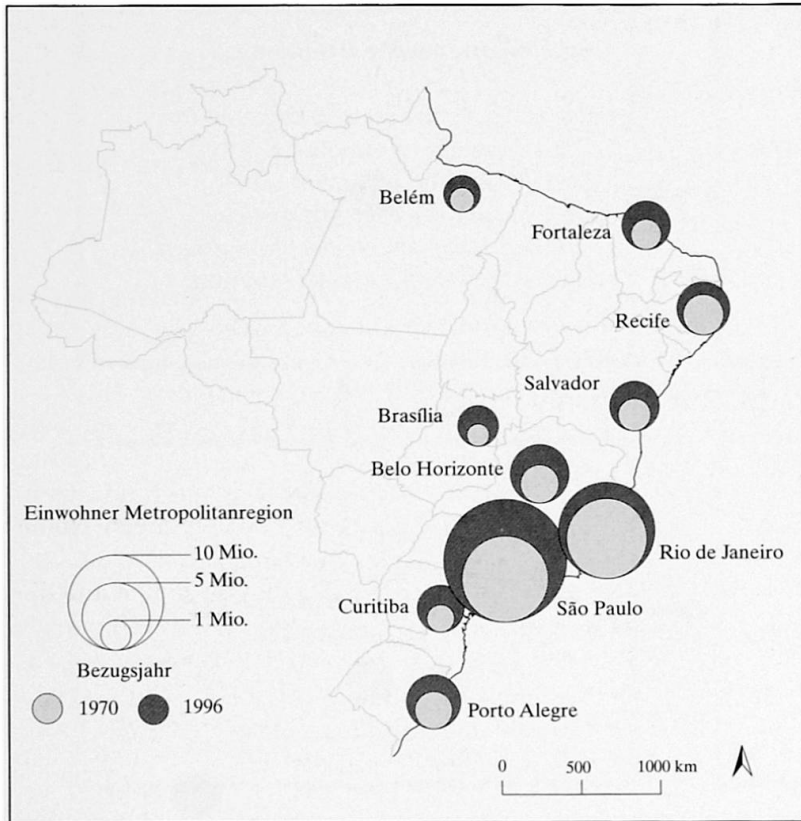 Belém
Fortaleza
Recife
Salvador
Brasília
Belo Horizonte
Einwohner Metropolitanregion
10 Mio.
Rio de Janeiro
5 Mio.
Curitiba
São Paulo
1 Mio.
Bezugsjahr
1970
1996
Porto Alegre
0
500
1000 km